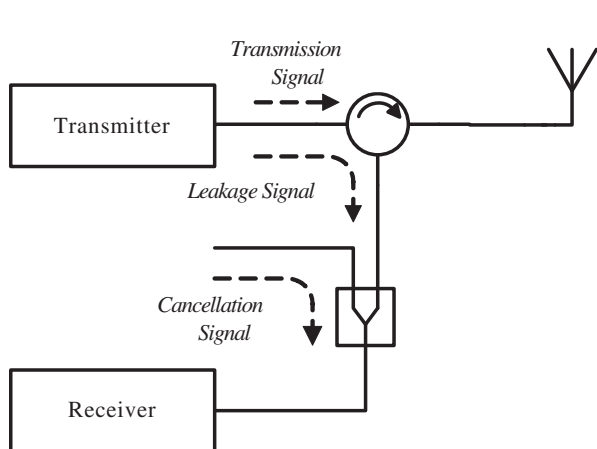 Transmission
Signal
Transmitter
Leakage Signal
Cancellation
Signal
Receiver